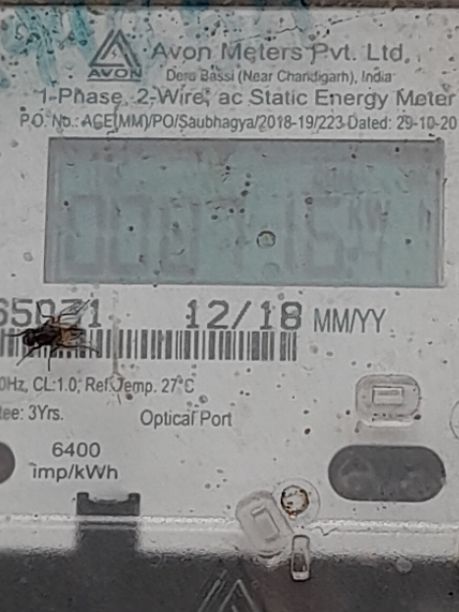 AVON
Avon Meters Pvt. Ltd.
Dera Bassi (Near Chandigarh), India
1-Phase, 2-Wire, ac Static Energy Meter
P.O. No.: AGE(MM)/PO/Saubhagya/2018-19/223 Dated: 29-10-20
12/18 MM/YY
0Hz, CL:1.0, Ref.Temp. 27°C
tee: 3Yrs.
Optical Port
6400
imp/kWh